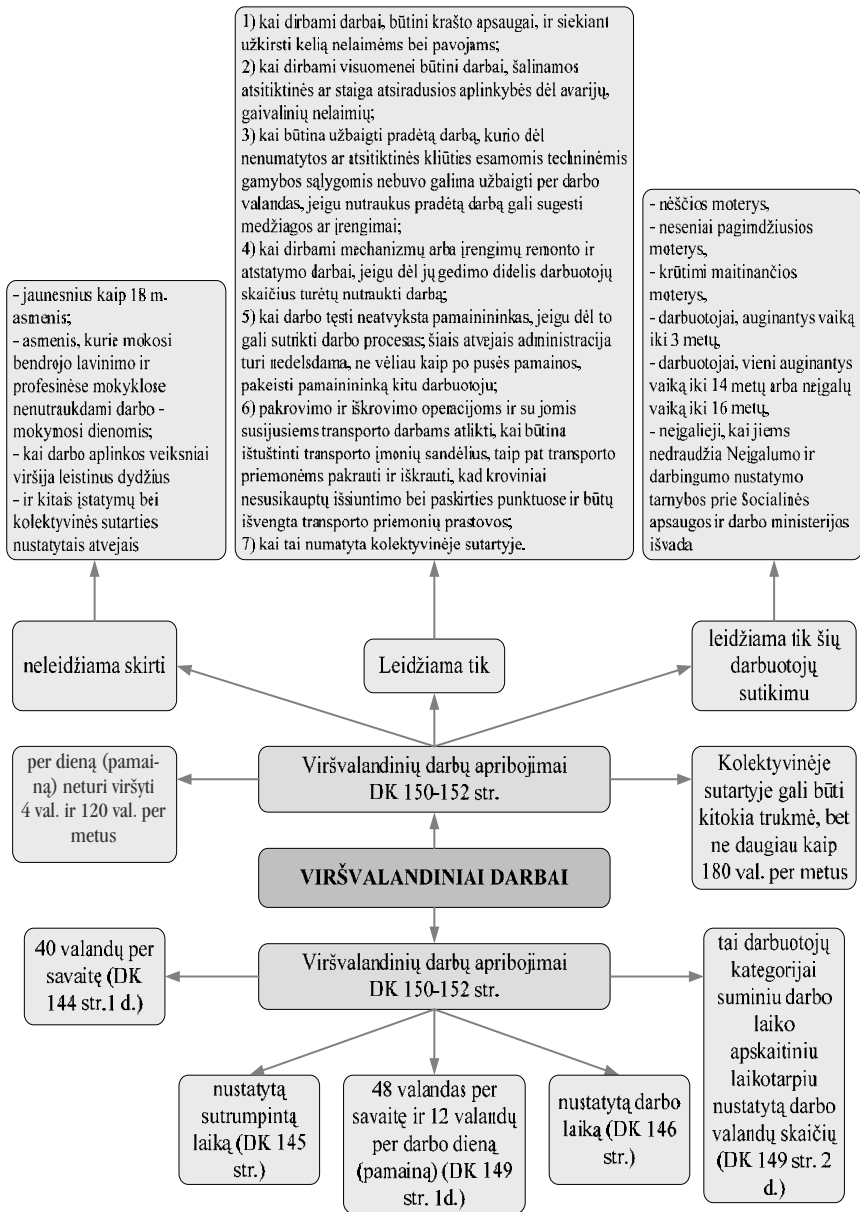 1) kai dirbami darbai, būtini krašto apsaugai, ir siekiant
užkirsti kelią nelaimėms bei pavojams;
2) kai dirbami visuomenei būtini darbai, šalinamos
atsitiktinės ar staiga atsiradusios aplinkybės dėl avarijų,
gaivalinių nelaimių;
3) kai būtina užbaigti pradėtą darbą, kurio dėl
nenumatytos ar atsitiktinės kliūties esamomis techninėmis
gamybos sąlygomis nebuvo galima užbaigti per darbo
valandas, jeigu nutraukus pradėtą darbą gali sugesti
medžiagos ar įrengimai;
4) kai dirbami mechanizmų arba įrengimų remonto ir
atstatymo darbai, jeigu dėl jų gedimo didelis darbuotojų
skaičius turėtų nutraukti darbą;
5) kai darbo tęsti neatvyksta pamainininkas, jeigu dėl to
gali sutrikti darbo procesas; šiais atvejais administracija
turi nedelsdama, ne vėliau kaip po pusės pamainos,
pakeisti pamainininką kitu darbuotoju;
6) pakrovimo ir iškrovimo operacijoms ir su jomis
susijusiems transporto darbams atlikti, kai būtina
ištuštinti transporto įmonių sandėlius, taip pat transporto
priemonėms pakrauti ir iškrauti, kad kroviniai
nesusikauptų išsiuntimo bei paskirties punktuose ir būtų
išvengta transporto priemonių prastovos;
7) kai tai numatyta kolektyvinėje sutartyje.
- jaunesnius kaip 18 m.
asmenis;
- asmenis, kurie mokosi
bendrojo lavinimo ir
profesinėse mokyklose
nenutraukdami darbo -
mokymosi dienomis;
- kai darbo aplinkos veiksniai
viršija leistinus dydžius
- ir kitais įstatymų bei
kolektyvinės sutarties
nustatytais atvejais
- nėščios moterys,
- neseniai pagimdžiusios
moterys,
- krūtimi maitinančios
moterys,
- darbuotojai, auginantys vaiką
iki 3 metų,
- darbuotojai, vieni auginantys
vaiką iki 14 metų arba neįgalų
vaiką iki 16 metų,
- neįgalieji, kai jiems
nedraudžia Neįgalumo ir
darbingumo nustatymo
tarnybos prie Socialinės
apsaugos ir darbo ministerijos
išvada
neleidžiama skirti
Leidžiama tik
leidžiama tik šių
darbuotojų
sutikimu
per dieną (pamai-
ną) neturi viršyti
4 val. ir 120 val. per
metus
Viršvalandinių darbų apribojimai
DK 150-152 str.
Kolektyvinėje
sutartyje gali būti
kitokia trukmė, bet
ne daugiau kaip
180 val. per metus
VIRŠVALANDINIAI DARBAI
40 valandų per
savaitę (DK
144 str.1 d.)
Viršvalandinių darbų apribojimai
DK 150-152 str.
tai darbuotojų
kategorijai
suminiu darbo
laiko
apskaitiniu
laikotarpiu
nustatytą darbo
valandų skaičių
(DK 149 str. 2
d.)
nustatytą
sutrumpintą
laiką (DK 145
str.)
48 valandas per
savaitę ir 12 valandų
per darbo dieną
(pamainą) (DK 149
str. 1d.)
nustatytą darbo
laiką (DK 146
str.)